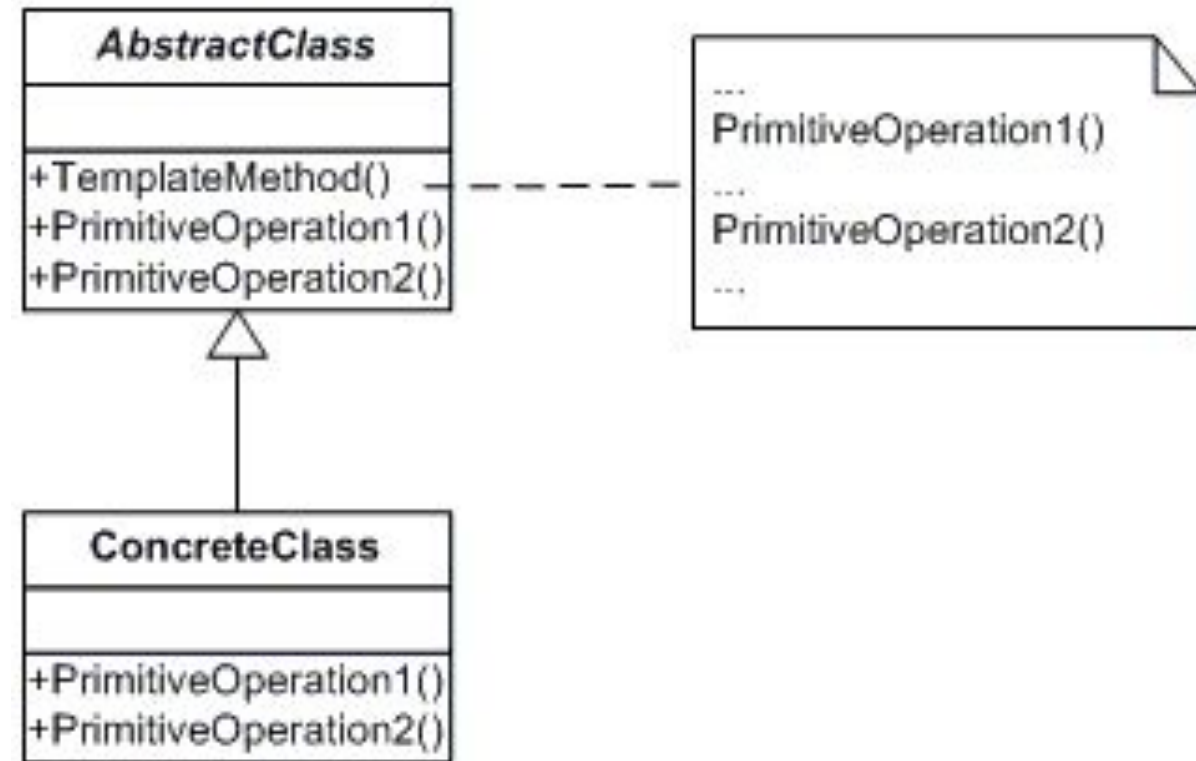 AbstractClass
+TemplateMethod()
+PrimitiveOperation1()
+PrimitiveOperation2()
...
PrimitiveOperation1()
...
PrimitiveOperation2()
...
ConcreteClass
+PrimitiveOperation1()
+PrimitiveOperation2()